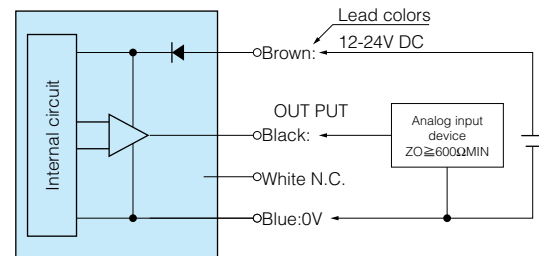 Lead colors
Brown: 12-24V DC
Internal circuit
OUT PUT
Black:
Analog input
device
ZO≧600ΩMIN
White N.C.
Blue:0V